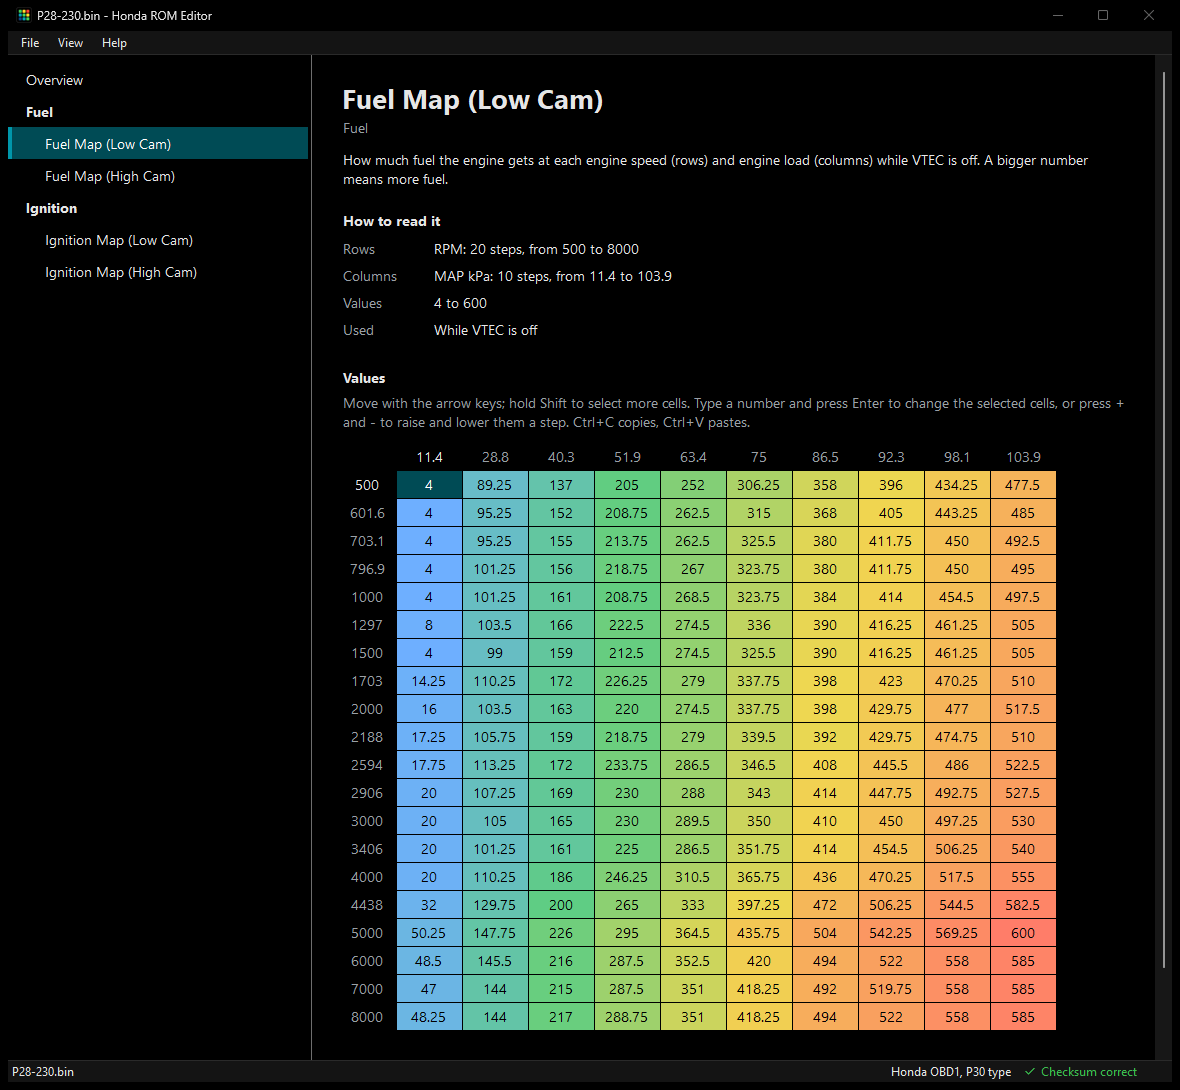 P28-230.bin - Honda ROM Editor
File View Help
Overview
Fuel
Fuel Map (Low Cam)
Fuel Map (High Cam)
Ignition
Ignition Map (Low Cam)
Ignition Map (High Cam)
Fuel Map (Low Cam)
Fuel
How much fuel the engine gets at each engine speed (rows) and engine load (columns) while VTEC is off. A bigger number
means more fuel.
How to read it
Rows RPM: 20 steps, from 500 to 8000
Columns MAP kPa: 10 steps, from 11.4 to 103.9
Values 4 to 600
Used While VTEC is off
Values
Move with the arrow keys; hold Shift to select more cells. Type a number and press Enter to change the selected cells, or press +
and - to raise and lower them a step. Ctrl+C copies, Ctrl+V pastes.
11.4 28.8 40.3 51.9 63.4 75 86.5 92.3 98.1 103.9
500 4 89.25 137 205 252 306.25 358 396 434.25 477.5
601.6 4 95.25 152 208.75 262.5 315 368 405 443.25 485
703.1 4 95.25 155 213.75 262.5 325.5 380 411.75 450 492.5
796.9 4 101.25 156 218.75 267 323.75 380 411.75 450 495
1000 4 101.25 161 208.75 268.5 323.75 384 414 454.5 497.5
1297 8 103.5 166 222.5 274.5 336 390 416.25 461.25 505
1500 4 99 159 212.5 274.5 325.5 390 416.25 461.25 505
1703 14.25 110.25 172 226.25 279 337.75 398 423 470.25 510
2000 16 103.5 163 220 274.5 337.75 398 429.75 477 517.5
2188 17.25 105.75 159 218.75 279 339.5 392 429.75 474.75 510
2594 17.75 113.25 172 233.75 286.5 346.5 408 445.5 486 522.5
2906 20 107.25 169 230 288 343 414 447.75 492.75 527.5
3000 20 105 165 230 289.5 350 410 450 497.25 530
3406 20 101.25 161 225 286.5 351.75 414 454.5 506.25 540
4000 20 110.25 186 246.25 310.5 365.75 436 470.25 517.5 555
4438 32 129.75 200 265 333 397.25 472 506.25 544.5 582.5
5000 50.25 147.75 226 295 364.5 435.75 504 542.25 569.25 600
6000 48.5 145.5 216 287.5 352.5 420 494 522 558 585
7000 47 144 215 287.5 351 418.25 492 519.75 558 585
8000 48.25 144 217 288.75 351 418.25 494 522 558 585
P28-230.bin Honda OBD1, P30 type ✓ Checksum correct